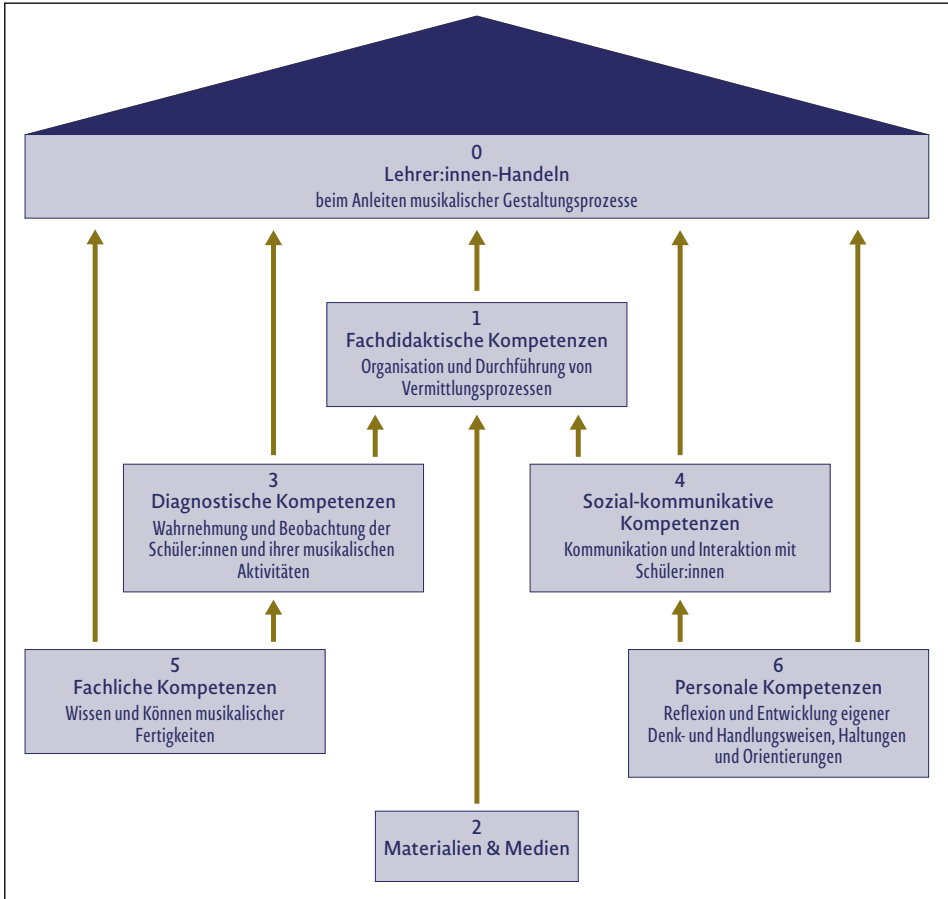 0
Lehrer:innen-Handeln
beim Anleiten musikalischer Gestaltungsprozesse
1
Fachdidaktische Kompetenzen
Organisation und Durchführung von
Vermittlungsprozessen
3
Diagnostische Kompetenzen
Wahrnehmung und Beobachtung der
Schüler:innen und ihrer musikalischen
Aktivitäten
4
Sozial-kommunikative
Kompetenzen
Kommunikation und Interaktion mit
Schüler:innen
5
Fachliche Kompetenzen
Wissen und Können musikalischer
Fertigkeiten
6
Personale Kompetenzen
Reflexion und Entwicklung eigener
Denk- und Handlungsweisen, Haltungen
und Orientierungen
2
Materialien & Medien